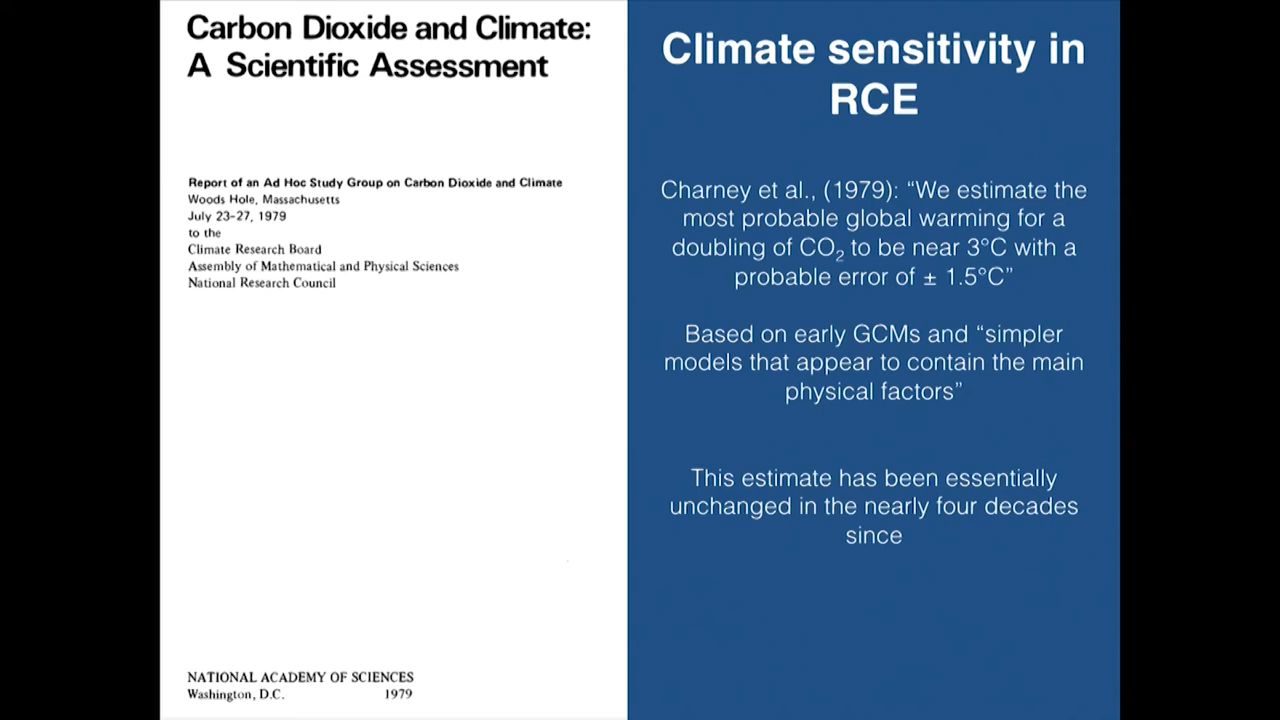 Carbon Dioxide and Climate:
A Scientific Assessment
Report of an Ad Hoc Study Group on Carbon Dioxide and Climate
Woods Hole, Massachusetts
July 23-27, 1979
to the
Climate Research Board
Assembly of Mathematical and Physical Sciences
National Research Council
NATIONAL ACADEMY OF SCIENCES
Washington, D.C. 1979
Climate sensitivity in
RCE
Charney et al., (1979): “We estimate the
most probable global warming for a
doubling of CO₂ to be near 3°C with a
probable error of ± 1.5°C”
Based on early GCMs and “simpler
models that appear to contain the main
physical factors”
This estimate has been essentially
unchanged in the nearly four decades
since